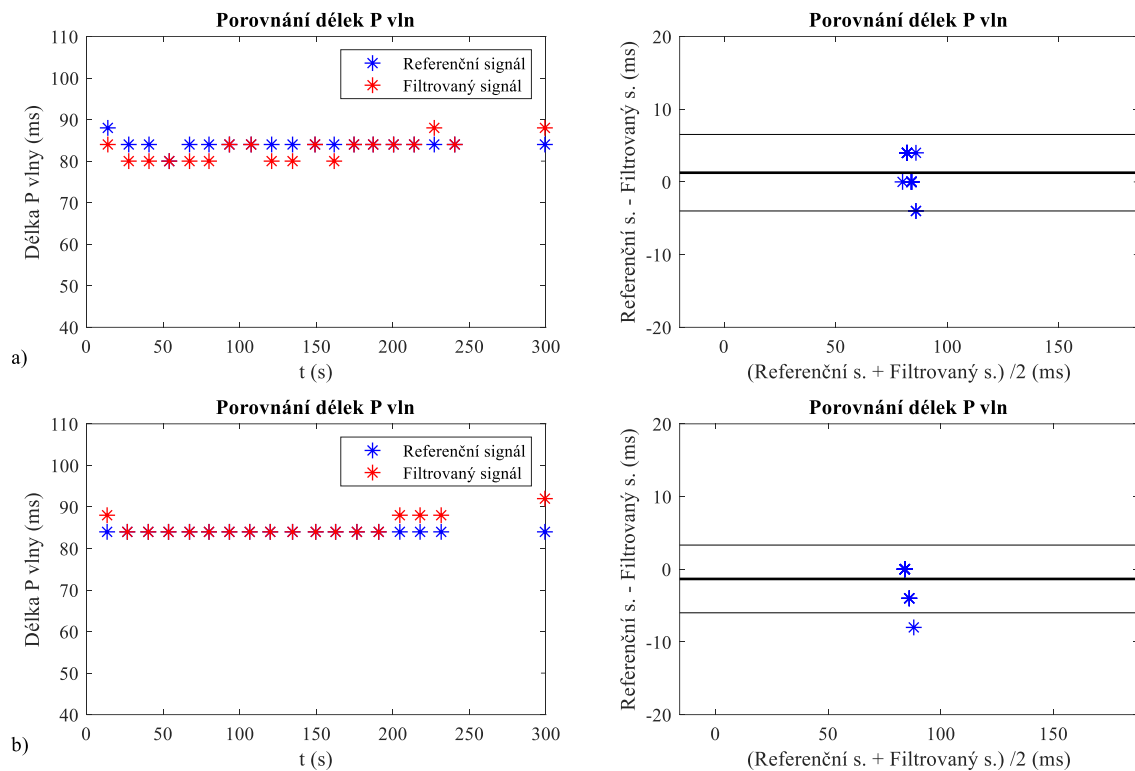 Porovnání délek P vln
110
100
90
80
70
60
50
40
Délka P vlny (ms)
Referenční signál
Filtrovaný signál
0 50 100 150 200 250 300
t (s)
a)
Porovnání délek P vln
20
10
0
-10
-20
Referenční s. - Filtrovaný s. (ms)
0 50 100 150
(Referenční s. + Filtrovaný s.) /2 (ms)
Porovnání délek P vln
110
100
90
80
70
60
50
40
Délka P vlny (ms)
Referenční signál
Filtrovaný signál
0 50 100 150 200 250 300
t (s)
b)
Porovnání délek P vln
20
10
0
-10
-20
Referenční s. - Filtrovaný s. (ms)
0 50 100 150
(Referenční s. + Filtrovaný s.) /2 (ms)